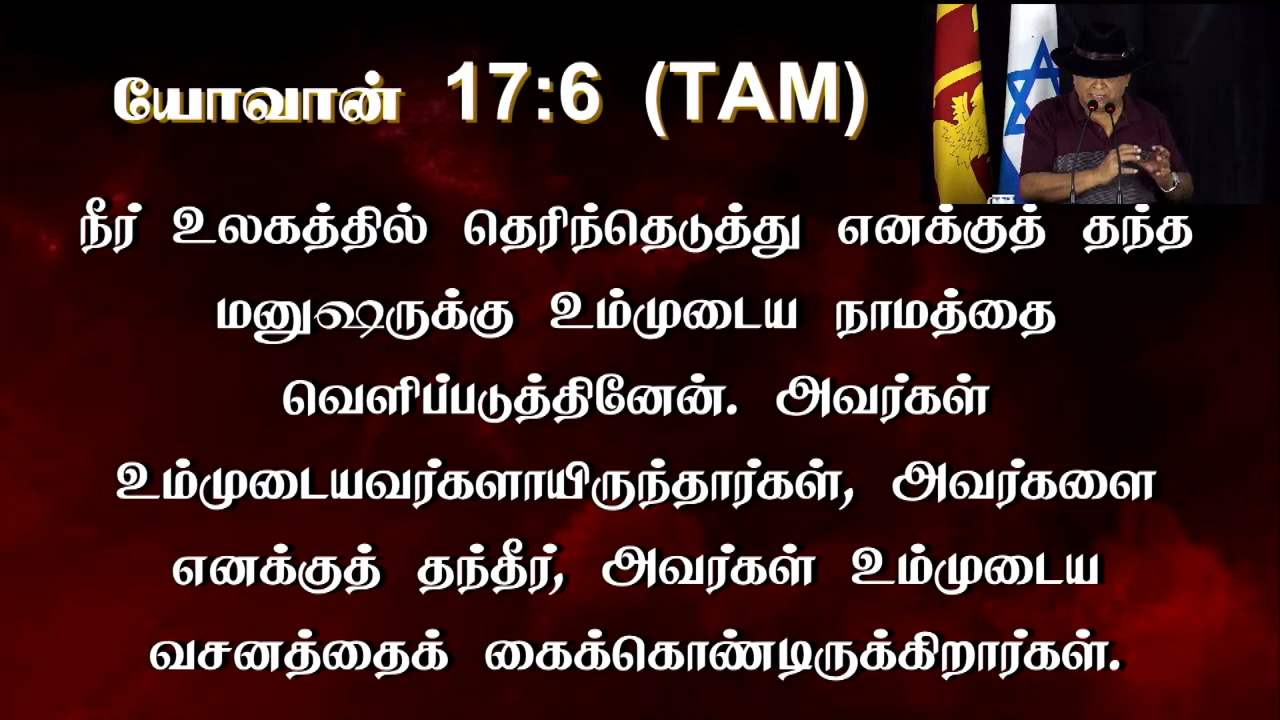 யோவான் 17:6 (TAM)
நீர் உலகத்தில் தெரிந்தெடுத்து எனக்குத் தந்த
மனுஷருக்கு உம்முடைய நாமத்தை
வெளிப்படுத்தினேன். அவர்கள்
உம்முடையவர்களாயிருந்தார்கள், அவர்களை
எனக்குத் தந்தீர், அவர்கள் உம்முடைய
வசனத்தைக் கைக்கொண்டிருக்கிறார்கள்.